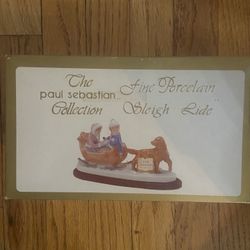 The
paul sebastian..
Collection
Fine Porcelain
"Sleigh Ride"